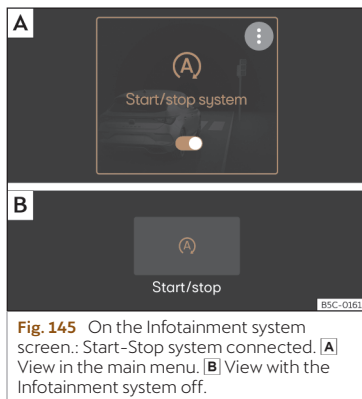 A
(A)
Start/stop system
B
(A)
Start/stop
B5C-0161
Fig. 145 On the Infotainment system
screen.: Start-Stop system connected. A
View in the main menu. B View with the
Infotainment system off.